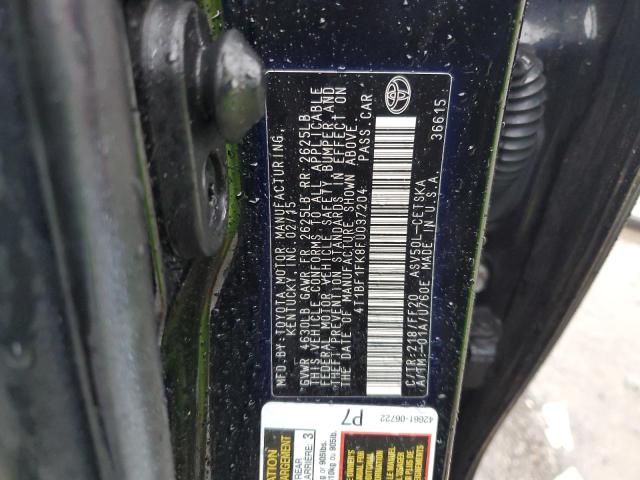 MFD.BY:TOYOTA MOTOR MANUFACTURING,
KENTUCKY, INC. 02/15
GVWR 4630LB GAWR FR 2625LB RR 2625LB
THIS VEHICLE CONFORMS TO ALL APPLICABLE
FEDERAL MOTOR VEHICLE SAFETY, BUMPER AND
THEFT PREVENTION STANDARDS IN EFFECT ON
THE DATE OF MANUFACTURE SHOWN ABOVE.
4T1BF1FK8FU037204 PASS.CAR
C/TR:218/FF20 ASV50L-CETSKA
A/TM:-01A/U760E MADE IN U.S.A.
36615
42661-06722
P7
REAR
ARRIÈRE: 3